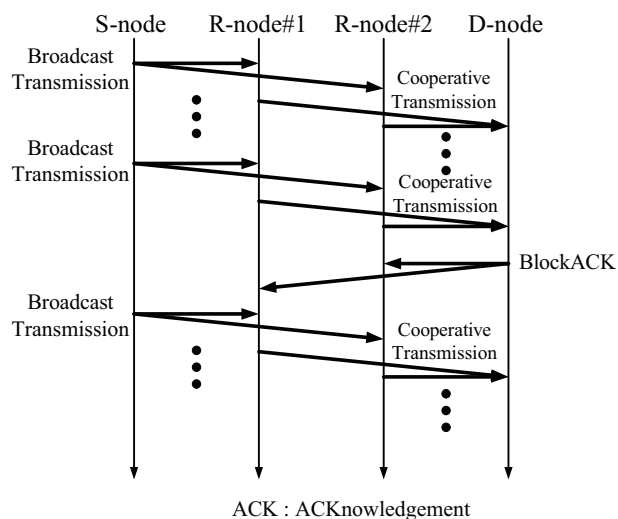 S-node R-node#1 R-node#2 D-node
Broadcast
Transmission
Cooperative
Transmission
Broadcast
Transmission
Cooperative
Transmission
BlockACK
Broadcast
Transmission
Cooperative
Transmission
ACK : ACKnowledgement